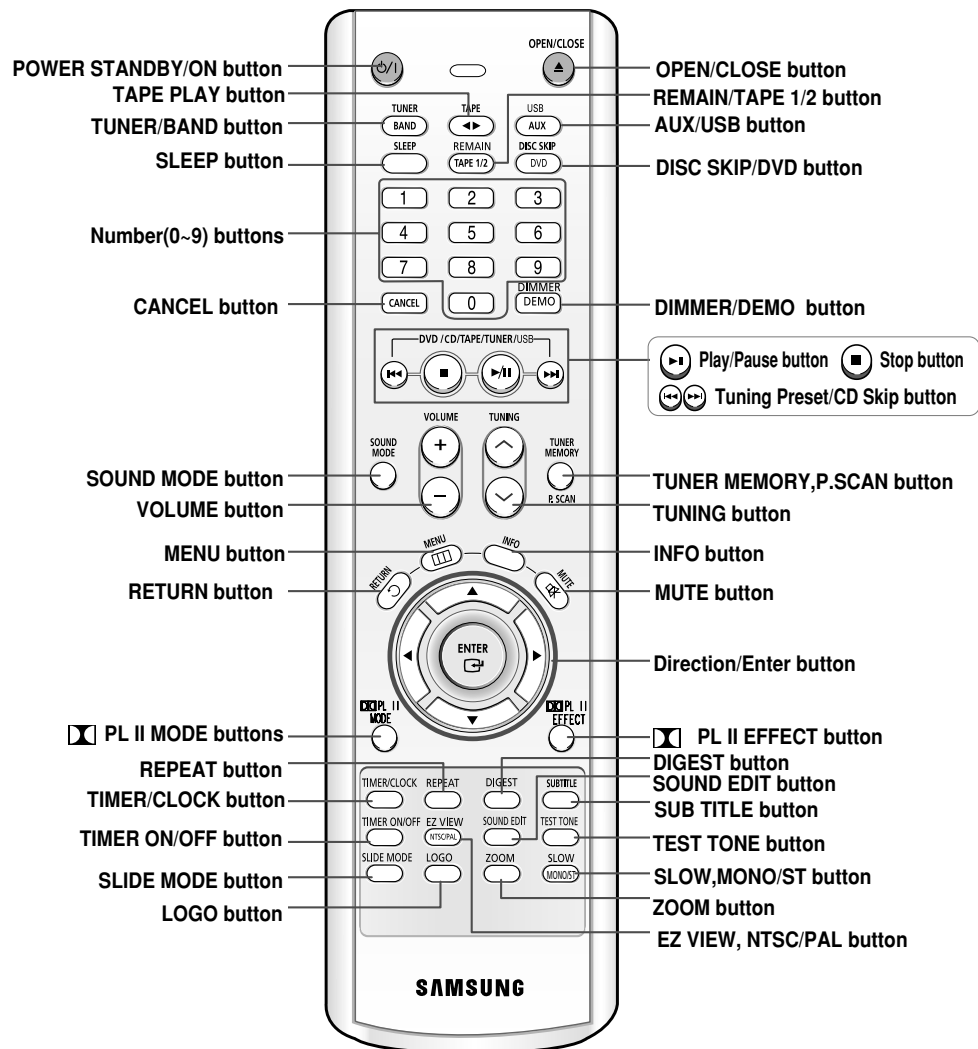 OPEN/CLOSE
POWER STANDBY/ON button
OPEN/CLOSE button
TAPE PLAY button
REMAIN/TAPE 1/2 button
TUNER
TAPE
USB
TUNER/BAND button
BAND
AUX
AUX/USB button
SLEEP
REMAIN
DISC SKIP
SLEEP button
TAPE 1/2
DVD
DISC SKIP/DVD button
1
2
3
Number(0~9) buttons
4
5
6
7
8
9
DIMMER
CANCEL button
CANCEL
0
DEMO
DIMMER/DEMO button
DVD /CD/TAPE/TUNER/USB
Play/Pause button
Stop button
Tuning Preset/CD Skip button
VOLUME
TUNING
SOUND
MODE
TUNER
MEMORY
+
−
P.SCAN
SOUND MODE button
TUNER MEMORY,P.SCAN button
VOLUME button
TUNING button
MENU button
MENU
INFO
INFO button
RETURN button
RETURN
MUTE
MUTE button
ENTER
Direction/Enter button
PL II
MODE
PL II
EFFECT
PL II MODE buttons
PL II EFFECT button
REPEAT button
DIGEST button
SOUND EDIT button
TIMER/CLOCK
REPEAT
DIGEST
SUBTITLE
TIMER/CLOCK button
SUB TITLE button
TIMER ON/OFF
EZ VIEW
SOUND EDIT
TEST TONE
TIMER ON/OFF button
NTSC/PAL
TEST TONE button
SLIDE MODE
LOGO
ZOOM
SLOW
SLIDE MODE button
MONO/ST
SLOW,MONO/ST button
LOGO button
ZOOM button
EZ VIEW, NTSC/PAL button
SAMSUNG